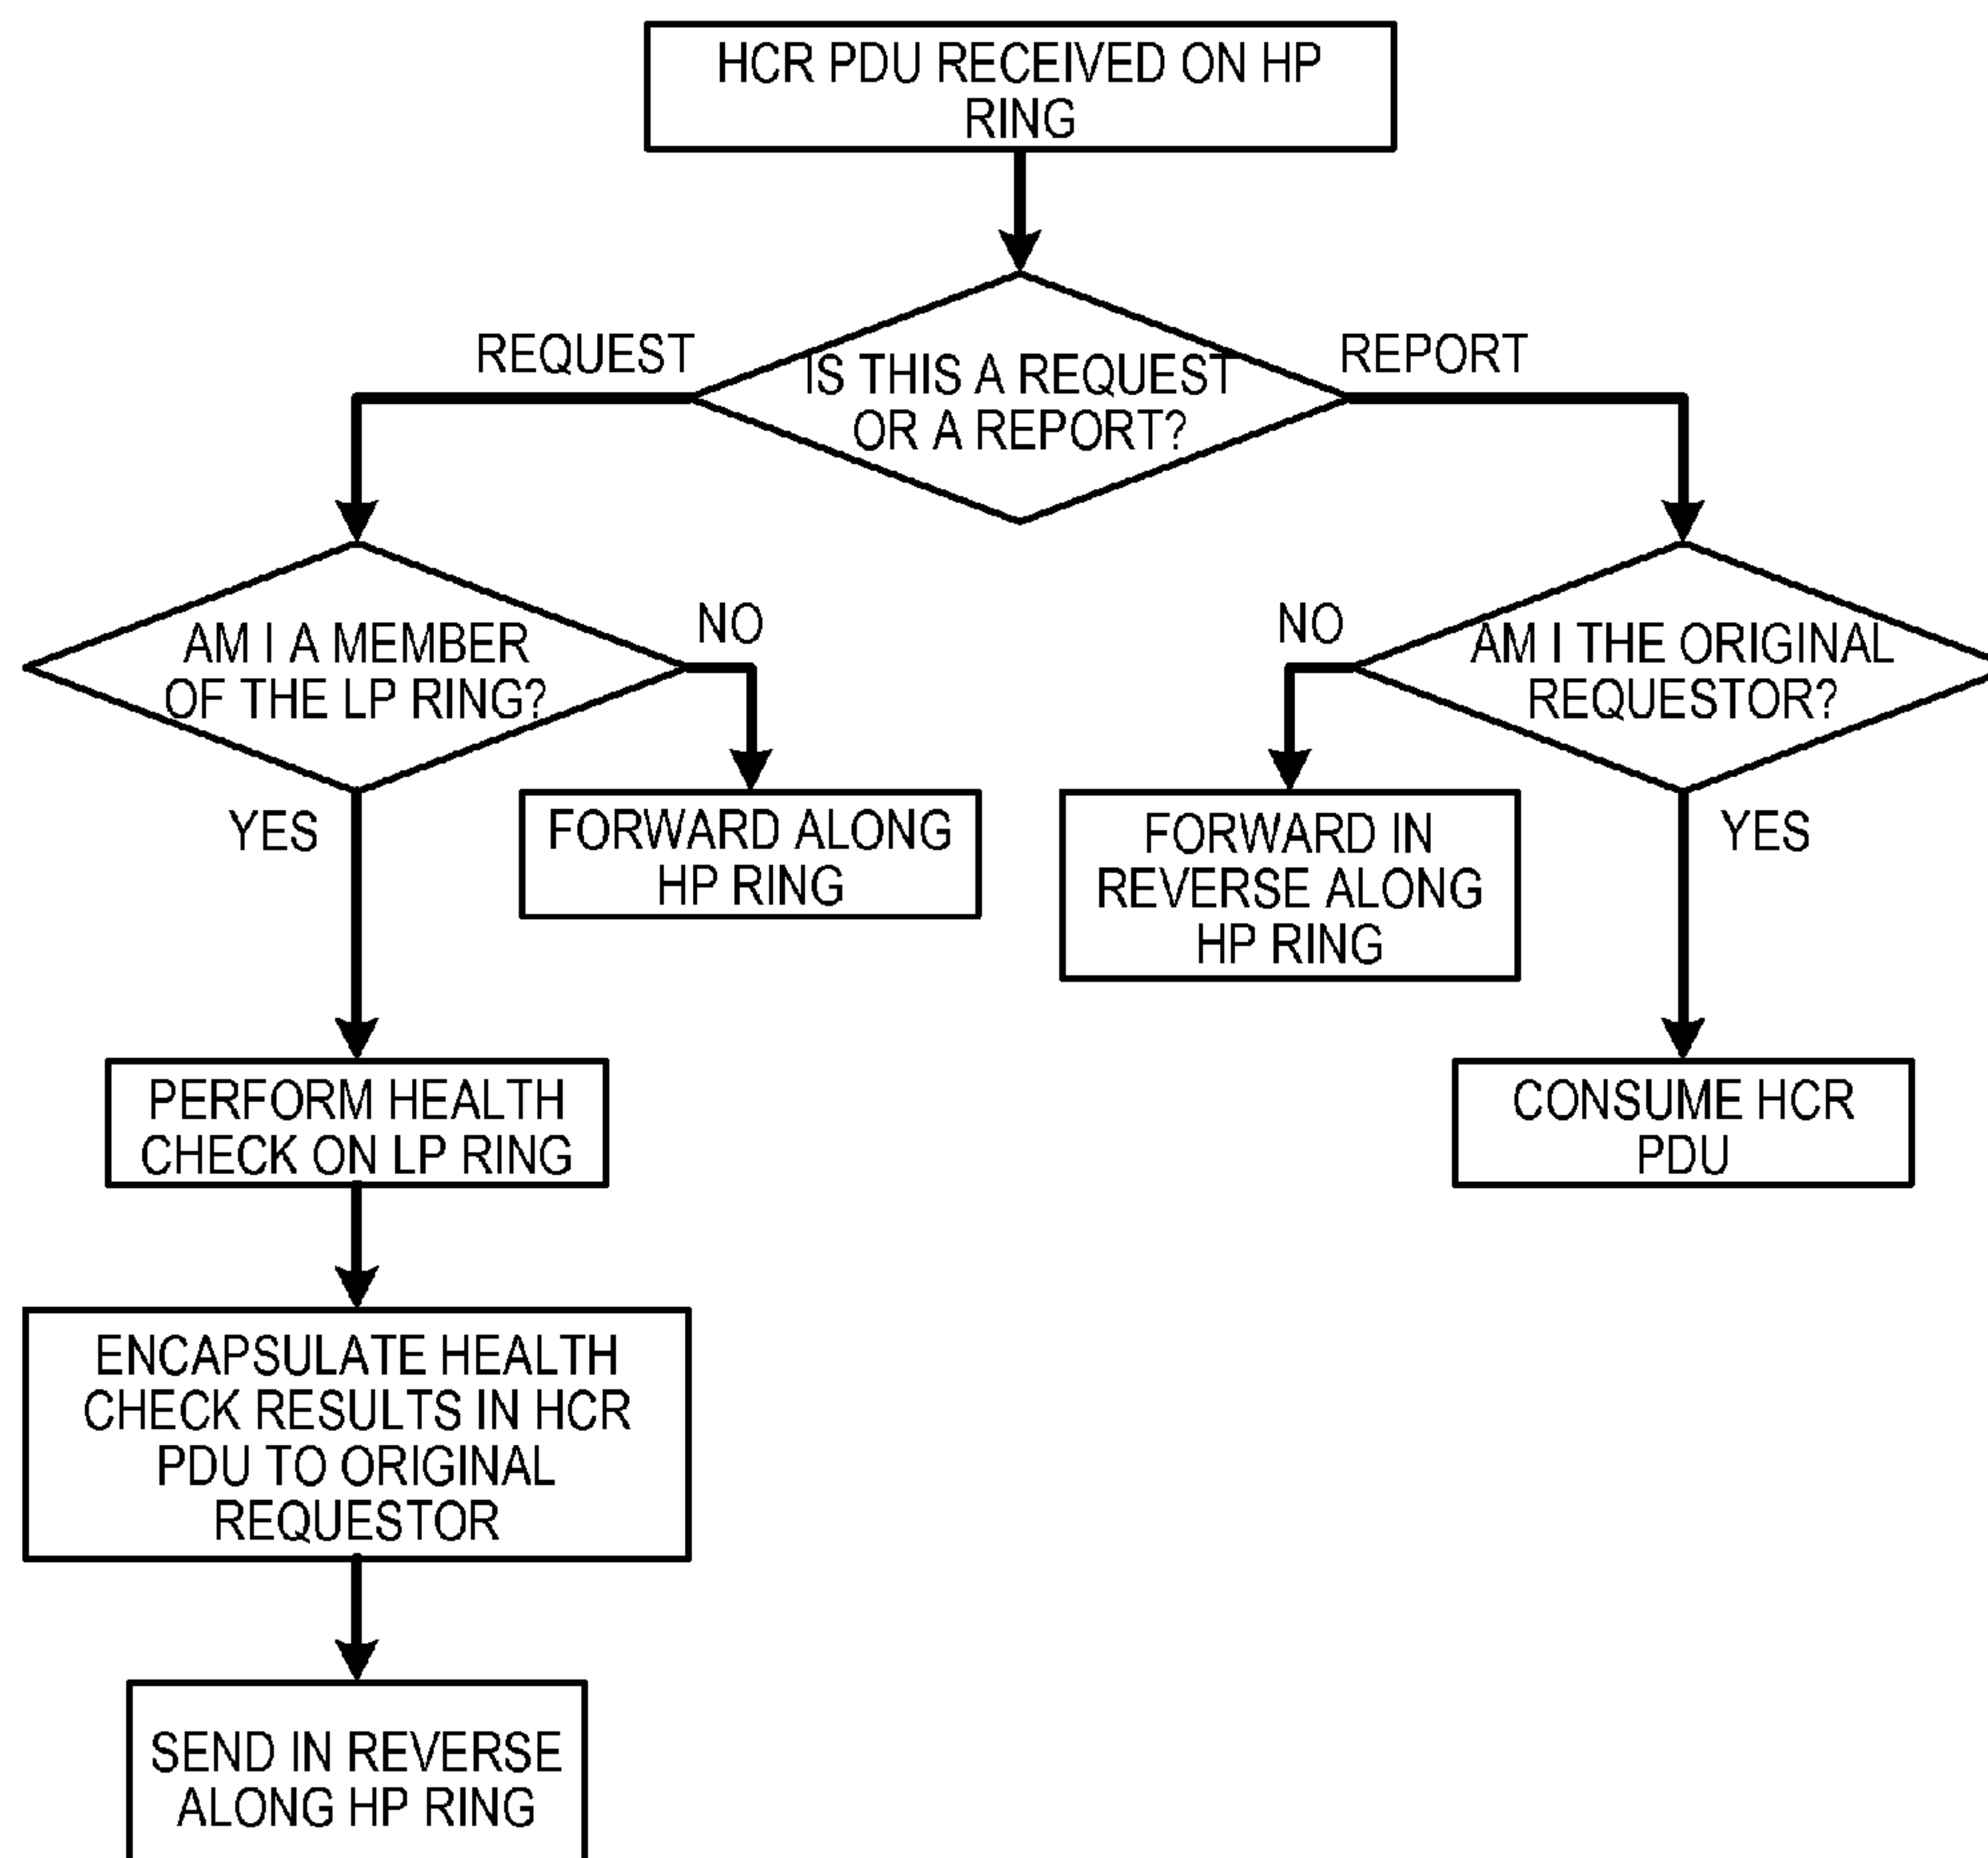 HCR PDU RECEIVED ON HP
RING
REQUEST
IS THIS A REQUEST
OR A REPORT?
REPORT
AM I A MEMBER
OF THE LP RING?
NO
YES
FORWARD ALONG
HP RING
NO
AM I THE ORIGINAL
REQUESTOR?
FORWARD IN
REVERSE ALONG
HP RING
YES
PERFORM HEALTH
CHECK ON LP RING
CONSUME HCR
PDU
ENCAPSULATE HEALTH
CHECK RESULTS IN HCR
PDU TO ORIGINAL
REQUESTOR
SEND IN REVERSE
ALONG HP RING